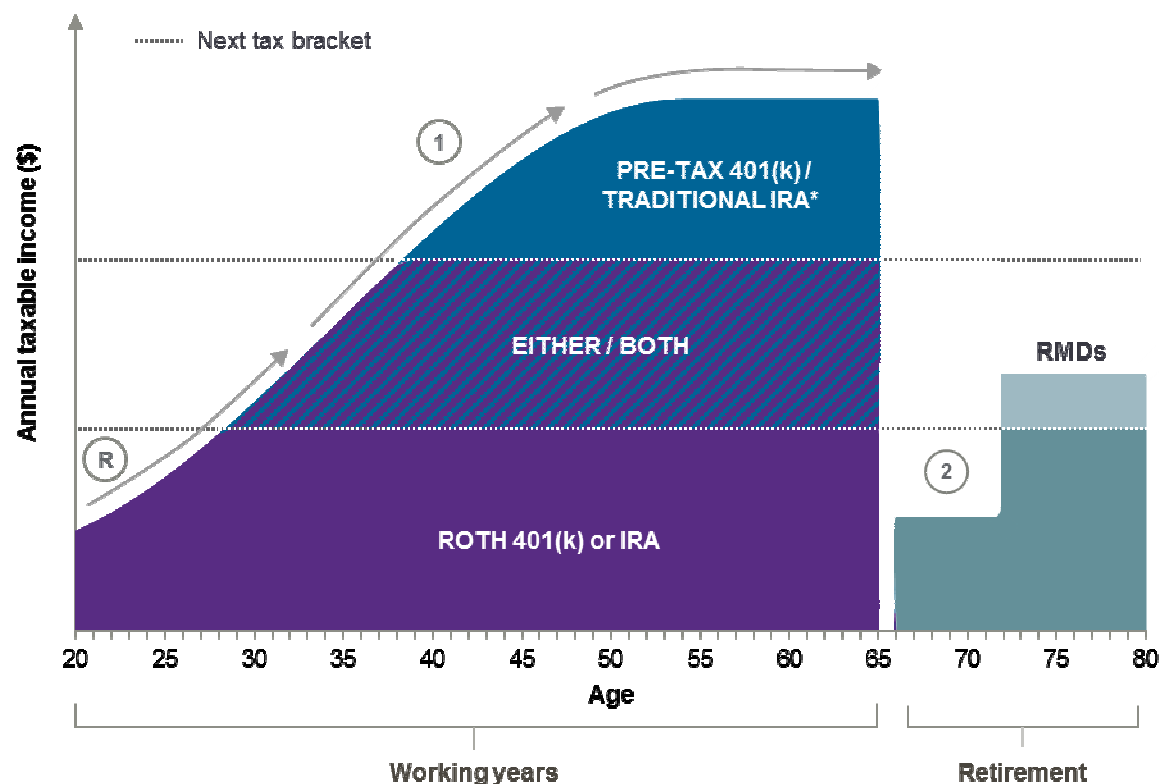 Next tax bracket
Annual taxable income ($)
1
PRE-TAX 401(k) /
TRADITIONAL IRA*
EITHER / BOTH
RMDs
R
2
ROTH 401(k) or IRA
20 25 30 35 40 45 50 55 60 65 70 75 80
Age
Working years
Retirement